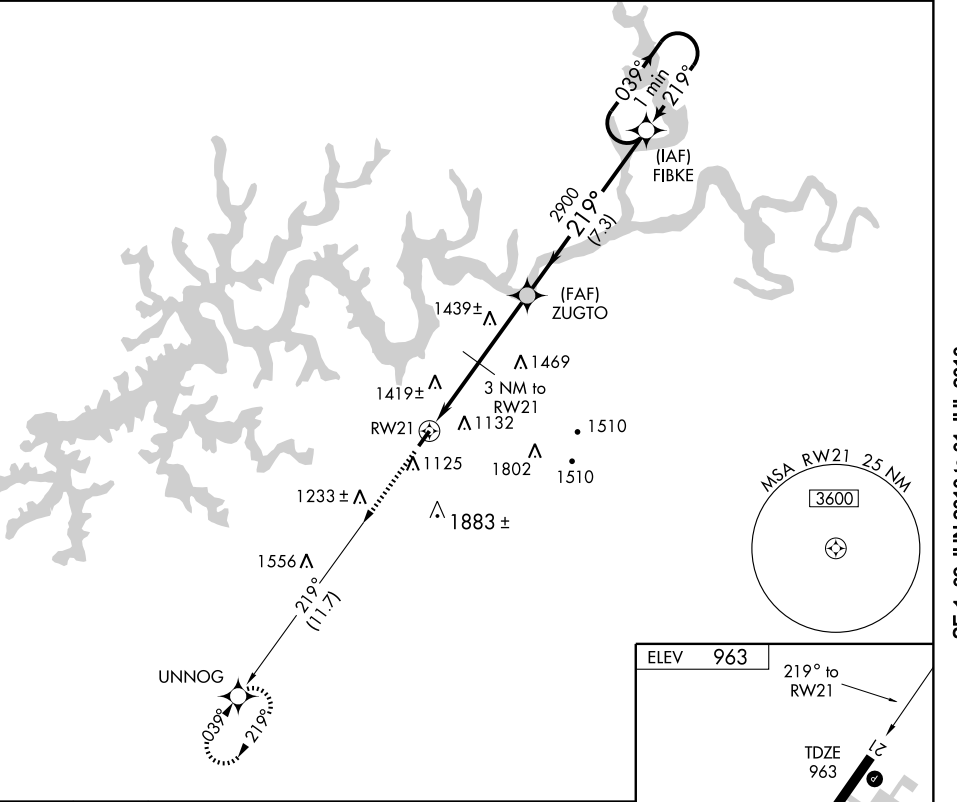 039°
1 min
219°
(IAF)
FIBKE
2900
219°
(7.3)
(FAF)
ZUGTO
1439±
1469
3 NM to
RW21
1419±
RW21
1132
1510
1802
1510
1125
1233 ±
1883 ±
1556
219°
(11.7)
UNNOG
039°
219°
MSA RW21 25 NM
3600
ELEV 963
219° to
RW21
TDZE
963
21
P